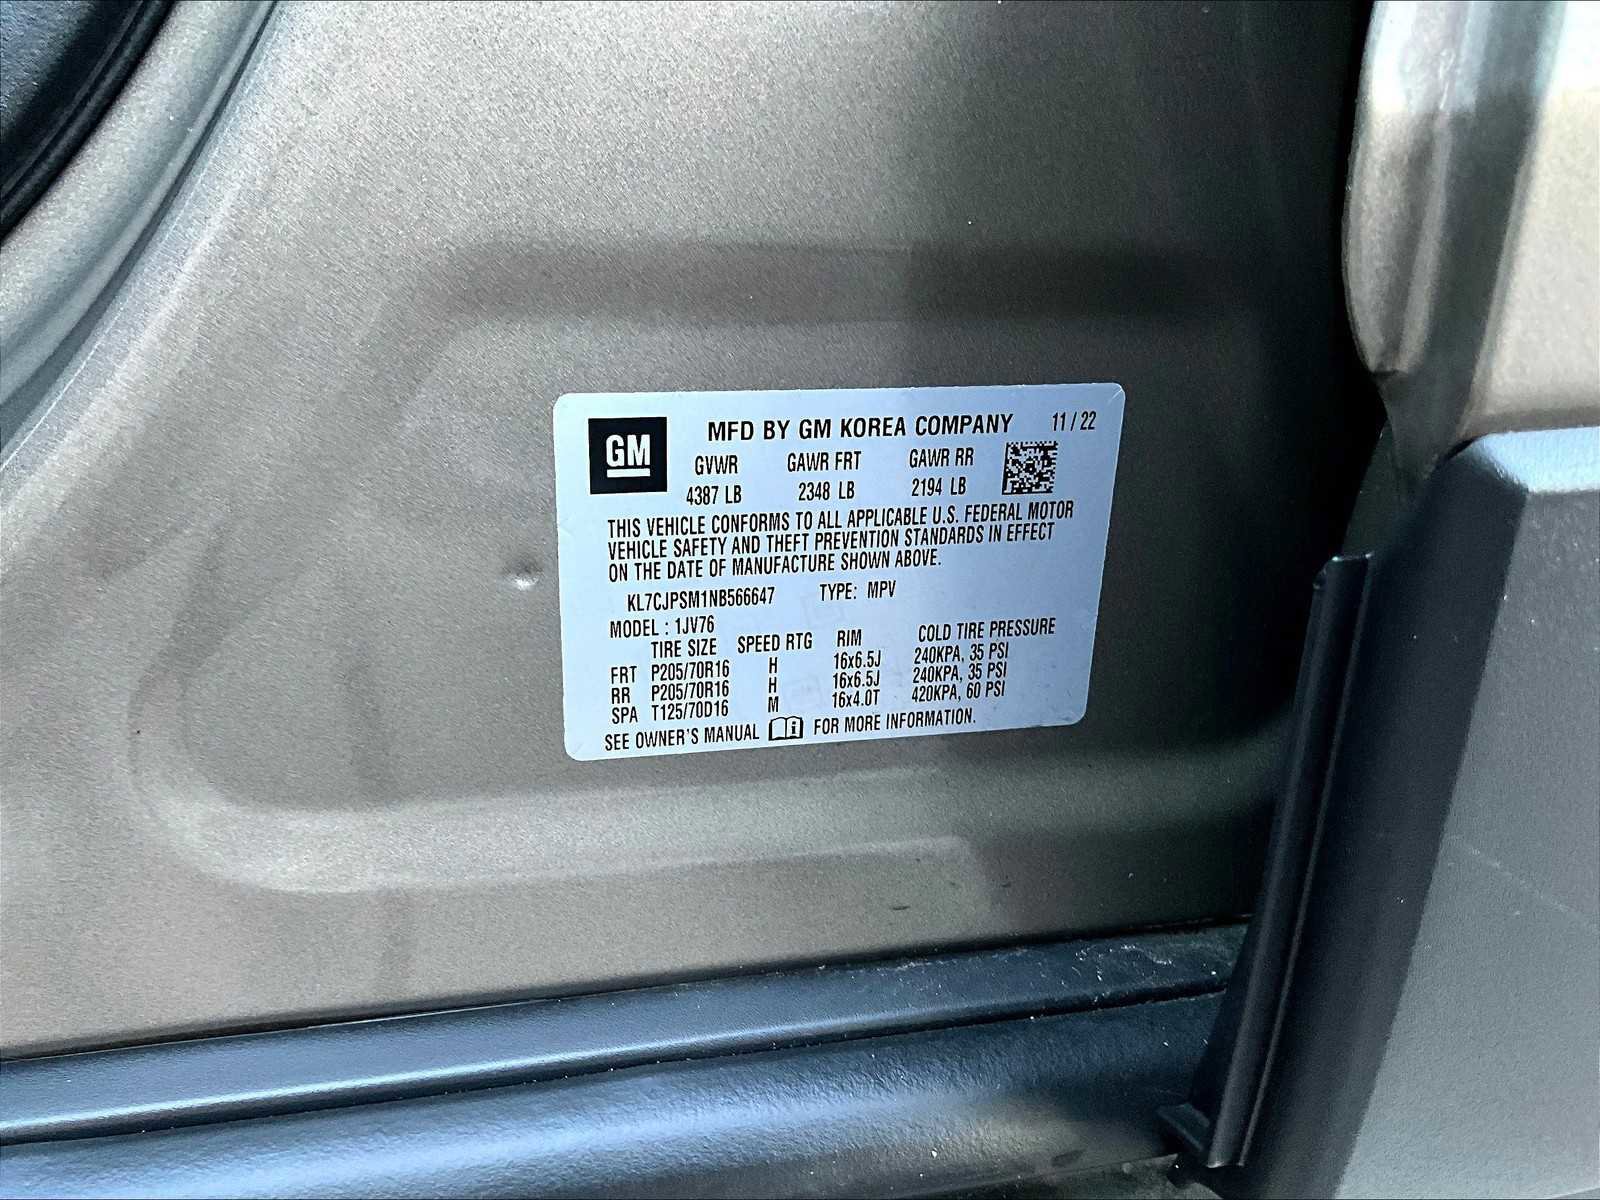 GM
MFD BY GM KOREA COMPANY 11 / 22
GVWR GAWR FRT GAWR RR
4387 LB 2348 LB 2194 LB
THIS VEHICLE CONFORMS TO ALL APPLICABLE U.S. FEDERAL MOTOR
VEHICLE SAFETY AND THEFT PREVENTION STANDARDS IN EFFECT
ON THE DATE OF MANUFACTURE SHOWN ABOVE.
KL7CJPSM1NB566647 TYPE: MPV
MODEL : 1JV76
TIRE SIZE SPEED RTG RIM COLD TIRE PRESSURE
FRT P205/70R16 H 16x6.5J 240KPA, 35 PSI
RR P205/70R16 H 16x6.5J 240KPA, 35 PSI
SPA T125/70D16 M 16x4.0T 420KPA, 60 PSI
SEE OWNER'S MANUAL i FOR MORE INFORMATION.